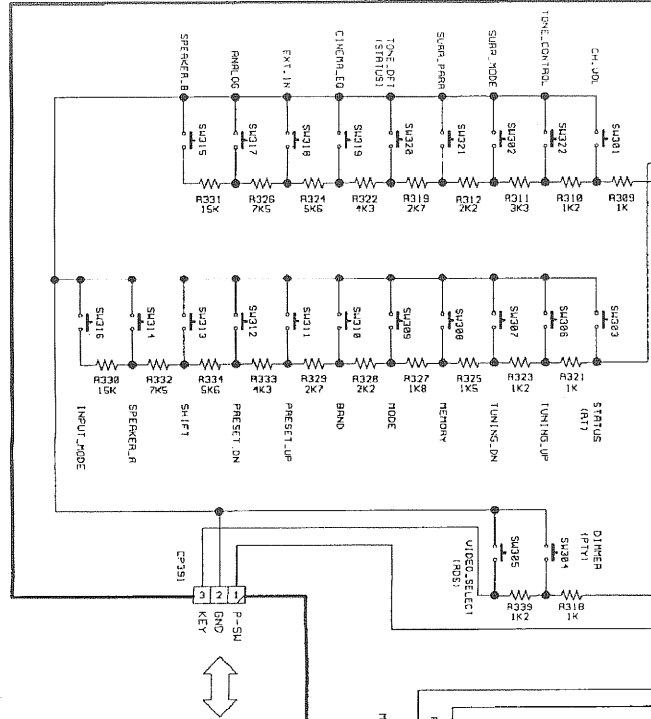 SPEAKER_B
ANALOG
EXT.IN
CINEMA_EQ
TONE_DFT
(STATUS)
SURR_PARA
SURR_MODE
TONE_CONTROL
CH.VOL
SW315
SW317
SW318
SW319
SW320
SW321
SW302
SW322
SW301
R331
15K
R326
7K5
R324
5K6
R322
4K3
R319
2K7
R312
2K2
R311
3K3
R310
1K2
R309
1K
SW316
SW314
SW313
SW312
SW311
SW310
SW309
SW308
SW307
SW306
SW303
R330
15K
R332
7K5
R334
5K6
R333
4K3
R329
2K7
R328
2K2
R327
1K8
R325
1K5
R323
1K2
R321
1K
INPUT_MODE
SPEAKER_A
SHIFT
PRESET_DN
PRESET_UP
BAND
MODE
MEMORY
TUNING_DN
TUNING_UP
STATUS
(RT)
VIDEO_SELECT
(RDS)
SW305
SW304
DIMMER
(PTY)
R339
1K2
R318
1K
CP391
3 2 1
KEY
GND
P-SW